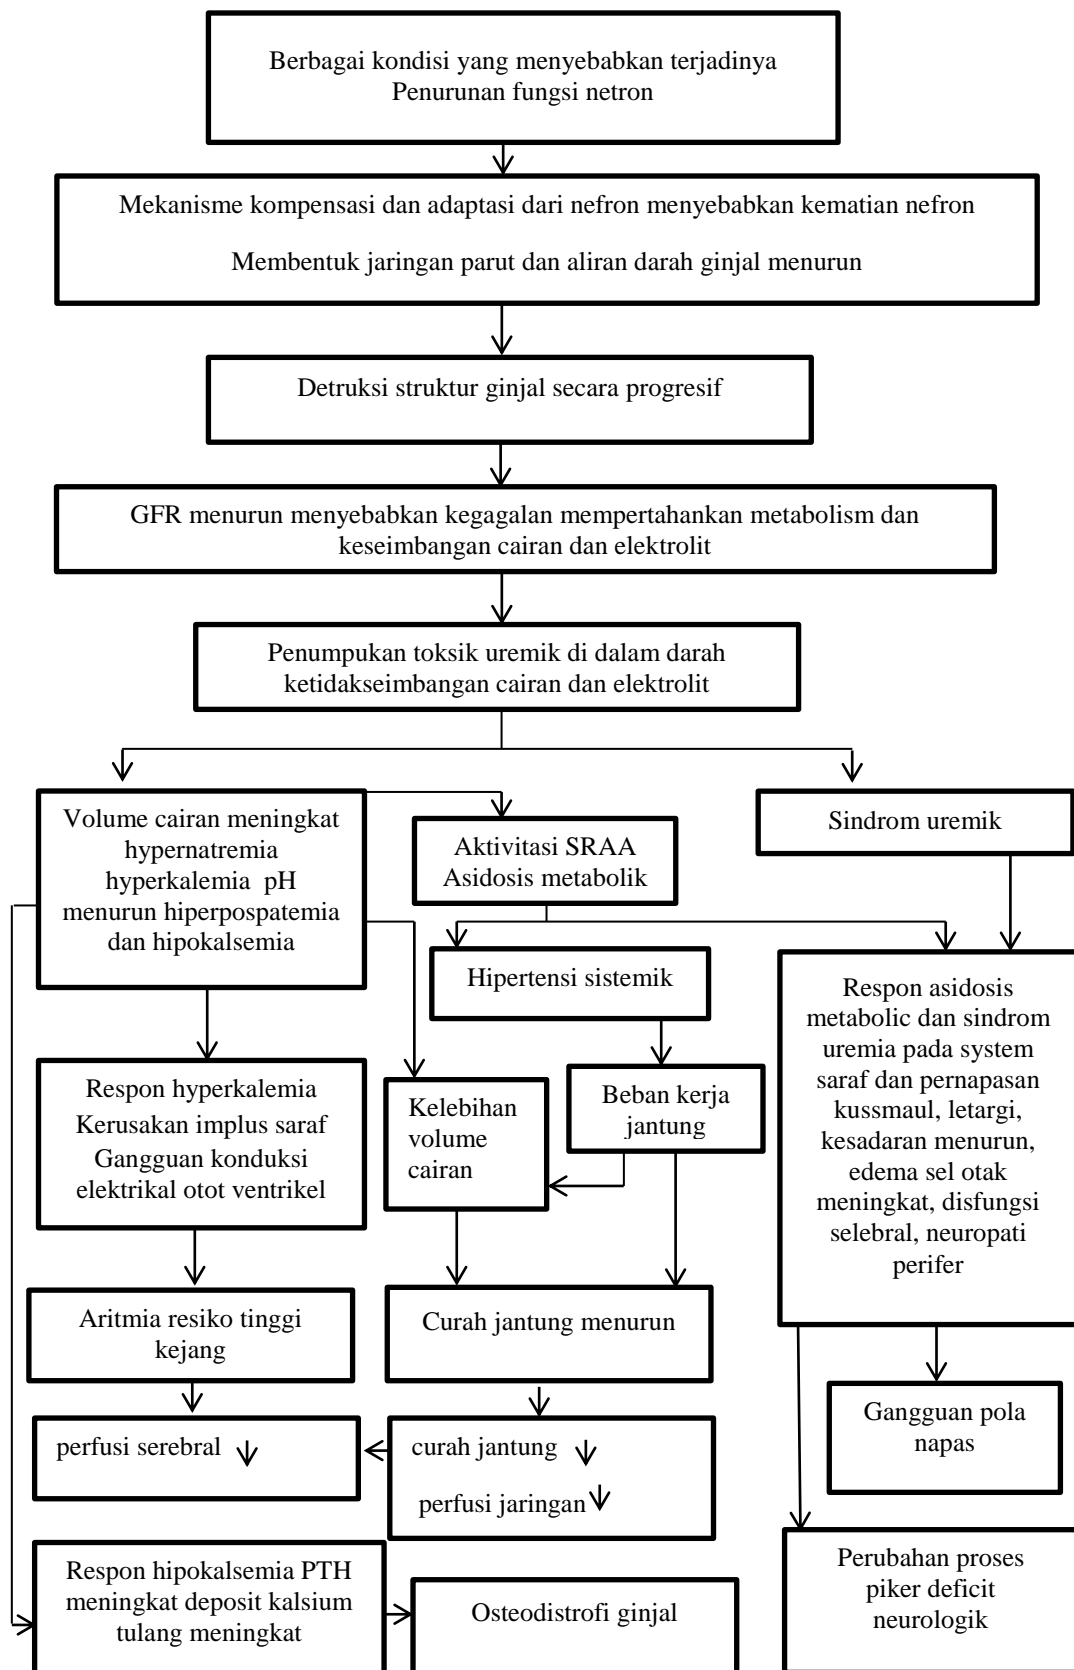 Berbagai kondisi yang menyebabkan terjadinya
Penurunan fungsi netron
Mekanisme kompensasi dan adaptasi dari nefron menyebabkan kematian nefron
Membentuk jaringan parut dan aliran darah ginjal menurun
Detruksi struktur ginjal secara progresif
GFR menurun menyebabkan kegagalan mempertahankan metabolism dan
keseimbangan cairan dan elektrolit
Penumpukan toksik uremik di dalam darah
ketidakseimbangan cairan dan elektrolit
Volume cairan meningkat
hypernatremia
hyperkalemia pH
menurun hiperpospatemia
dan hipokalsemia
Aktivitasi SRAA
Asidosis metabolik
Sindrom uremik
Hipertensi sistemik
Respon asidosis
metabolic dan sindrom
uremia pada system
saraf dan pernapasan
kussmaul, letargi,
kesadaran menurun,
edema sel otak
meningkat, disfungsi
selebral, neuropati
perifer
Respon hyperkalemia
Kerusakan implus saraf
Gangguan konduksi
elektrikal otot ventrikel
Kelebihan
volume
cairan
Beban kerja
jantung
Aritmia resiko tinggi
kejang
Curah jantung menurun
Gangguan pola
napas
perfusi serebral
curah jantung
perfusi jaringan
Respon hipokalsemia PTH
meningkat deposit kalsium
tulang meningkat
Osteodistrofi ginjal
Perubahan proses
piker deficit
neurologik